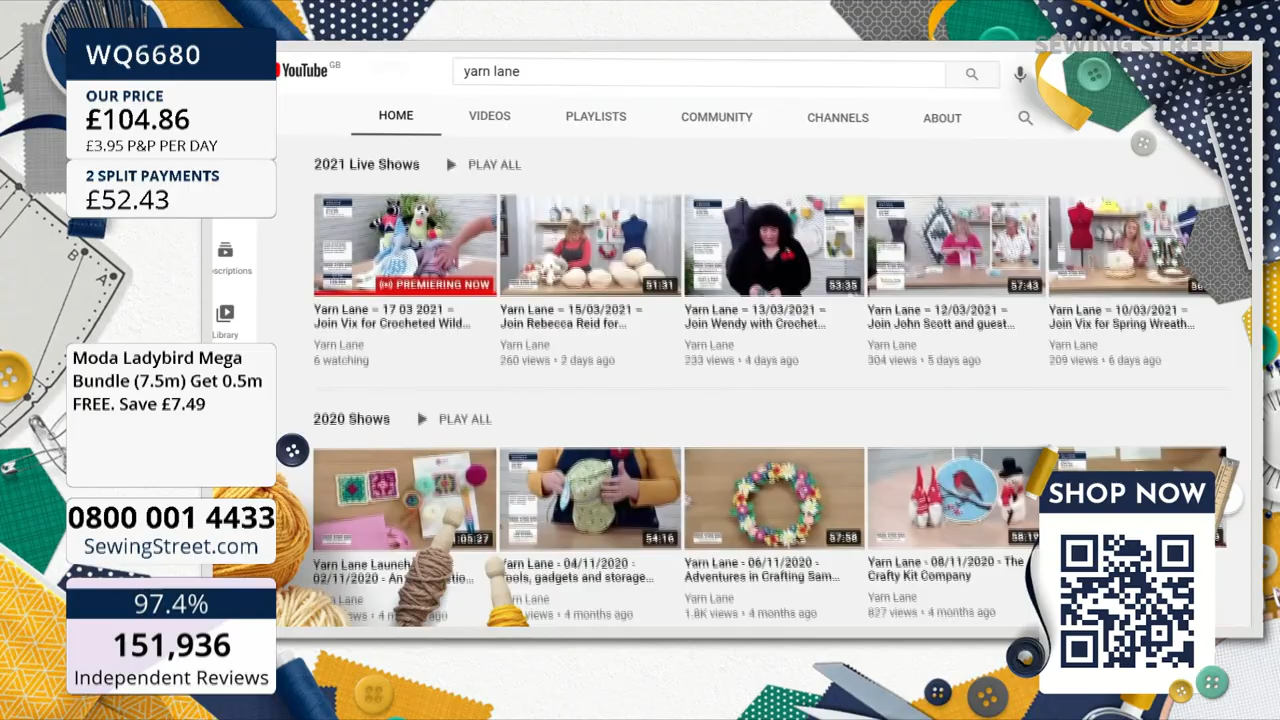 WQ6680
OUR PRICE
£104.86
£3.95 P&P PER DAY
2 SPLIT PAYMENTS
£52.43
scriptions
Library
Moda Ladybird Mega
Bundle (7.5m) Get 0.5m
FREE. Save £7.49
0800 001 4433
SewingStreet.com
97.4%
151,936
Independent Reviews
SEWING STREET
YouTube GB
yarn lane
HOME VIDEOS PLAYLISTS COMMUNITY CHANNELS ABOUT
2021 Live Shows PLAY ALL
PREMIERING NOW 51:31 53:35 57:43
Yarn Lane = 17 03 2021 = Yarn Lane = 15/03/2021 = Yarn Lane = 13/03/2021 = Yarn Lane = 12/03/2021 = Yarn Lane = 10/03/2021 =
Join Vix for Crocheted Wild... Join Rebecca Reid for... Join Wendy with Crochet... Join John Scott and guest... Join Vix for Spring Wreath...
Yarn Lane Yarn Lane Yarn Lane Yarn Lane Yarn Lane
6 watching 260 views • 2 days ago 233 views • 4 days ago 304 views • 5 days ago 209 views • 6 days ago
2020 Shows PLAY ALL
1:05:27 54:16 57:58 58:19
Yarn Lane Launch Yarn Lane - 04/11/2020 - Yarn Lane - 06/11/2020 - Yarn Lane - 08/11/2020 - The
02/11/2020 - An ools, gadgets and storage... Adventures in Crafting Sam... Crafty Kit Company
Lane Lane Yarn Lane Yarn Lane
views • 4 months ago 1.8K views • 4 months ago 827 views • 4 months ago
SHOP NOW